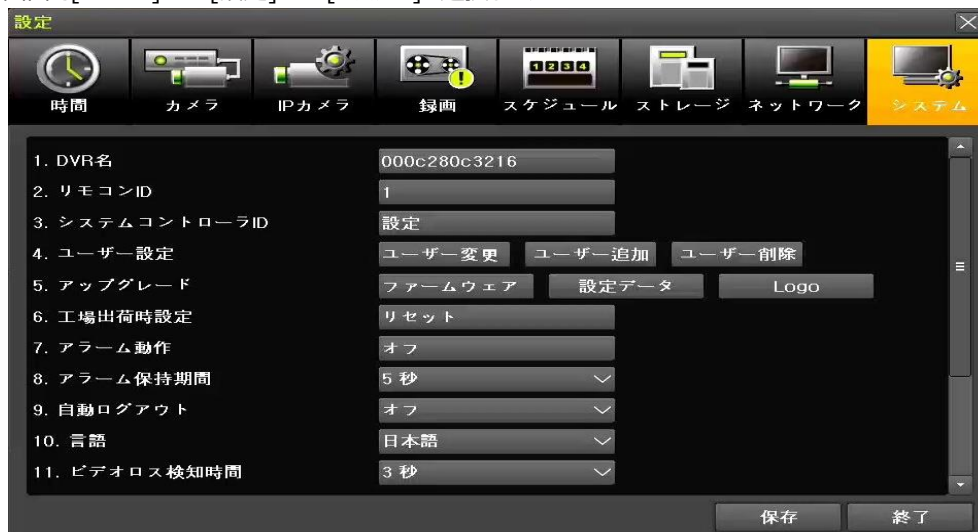 設定
1234
時間 カメラ IPカメラ 録画 スケジュール ストレージ ネットワーク システム
1. DVR名 000c280c3216
2. リモコンID 1
3. システムコントローラID 設定
4. ユーザー設定 ユーザー変更 ユーザー追加 ユーザー削除
5. アップグレード ファームウェア 設定データ Logo
6. 工場出荷時設定 リセット
7. アラーム動作 オフ
8. アラーム保持期間 5 秒
9. 自動ログアウト オフ
10. 言語 日本語
11. ビデオロス検知時間 3 秒
保存 終了